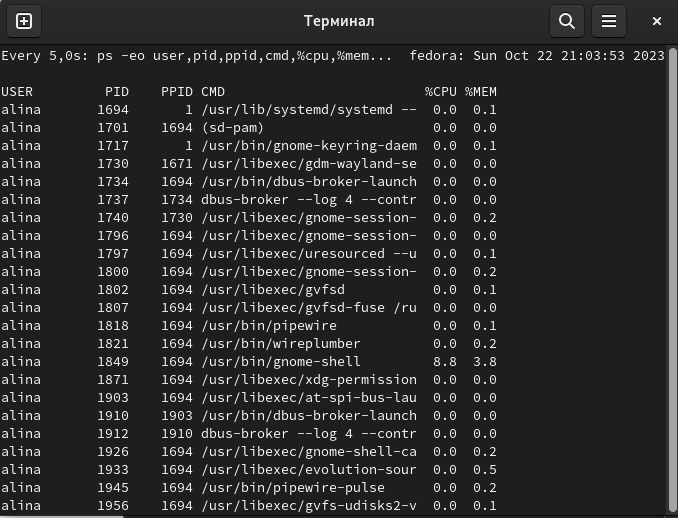 Терминал
Every 5,0s: ps -eo user,pid,ppid,cmd,%cpu,%mem...  fedora: Sun Oct 22 21:03:53 2023
USER         PID    PPID CMD                         %CPU %MEM
alina       1694       1 /usr/lib/systemd/systemd --  0.0  0.1
alina       1701    1694 (sd-pam)                     0.0  0.0
alina       1717       1 /usr/bin/gnome-keyring-daem  0.0  0.1
alina       1730    1671 /usr/libexec/gdm-wayland-se  0.0  0.0
alina       1734    1694 /usr/bin/dbus-broker-launch  0.0  0.0
alina       1737    1734 dbus-broker --log 4 --contr  0.0  0.0
alina       1740    1730 /usr/libexec/gnome-session-  0.0  0.2
alina       1796    1694 /usr/libexec/gnome-session-  0.0  0.0
alina       1797    1694 /usr/libexec/uresourced --u  0.0  0.1
alina       1800    1694 /usr/libexec/gnome-session-  0.0  0.2
alina       1802    1694 /usr/libexec/gvfsd           0.0  0.1
alina       1807    1694 /usr/libexec/gvfsd-fuse /ru  0.0  0.0
alina       1818    1694 /usr/bin/pipewire            0.0  0.1
alina       1821    1694 /usr/bin/wireplumber         0.0  0.2
alina       1849    1694 /usr/bin/gnome-shell         8.8  3.8
alina       1871    1694 /usr/libexec/xdg-permission  0.0  0.0
alina       1903    1694 /usr/libexec/at-spi-bus-lau  0.0  0.0
alina       1910    1903 /usr/bin/dbus-broker-launch  0.0  0.0
alina       1912    1910 dbus-broker --log 4 --contr  0.0  0.0
alina       1926    1694 /usr/libexec/gnome-shell-ca  0.0  0.2
alina       1933    1694 /usr/libexec/evolution-sour  0.0  0.5
alina       1945    1694 /usr/bin/pipewire-pulse      0.0  0.2
alina       1956    1694 /usr/libexec/gvfs-udisks2-v  0.0  0.1